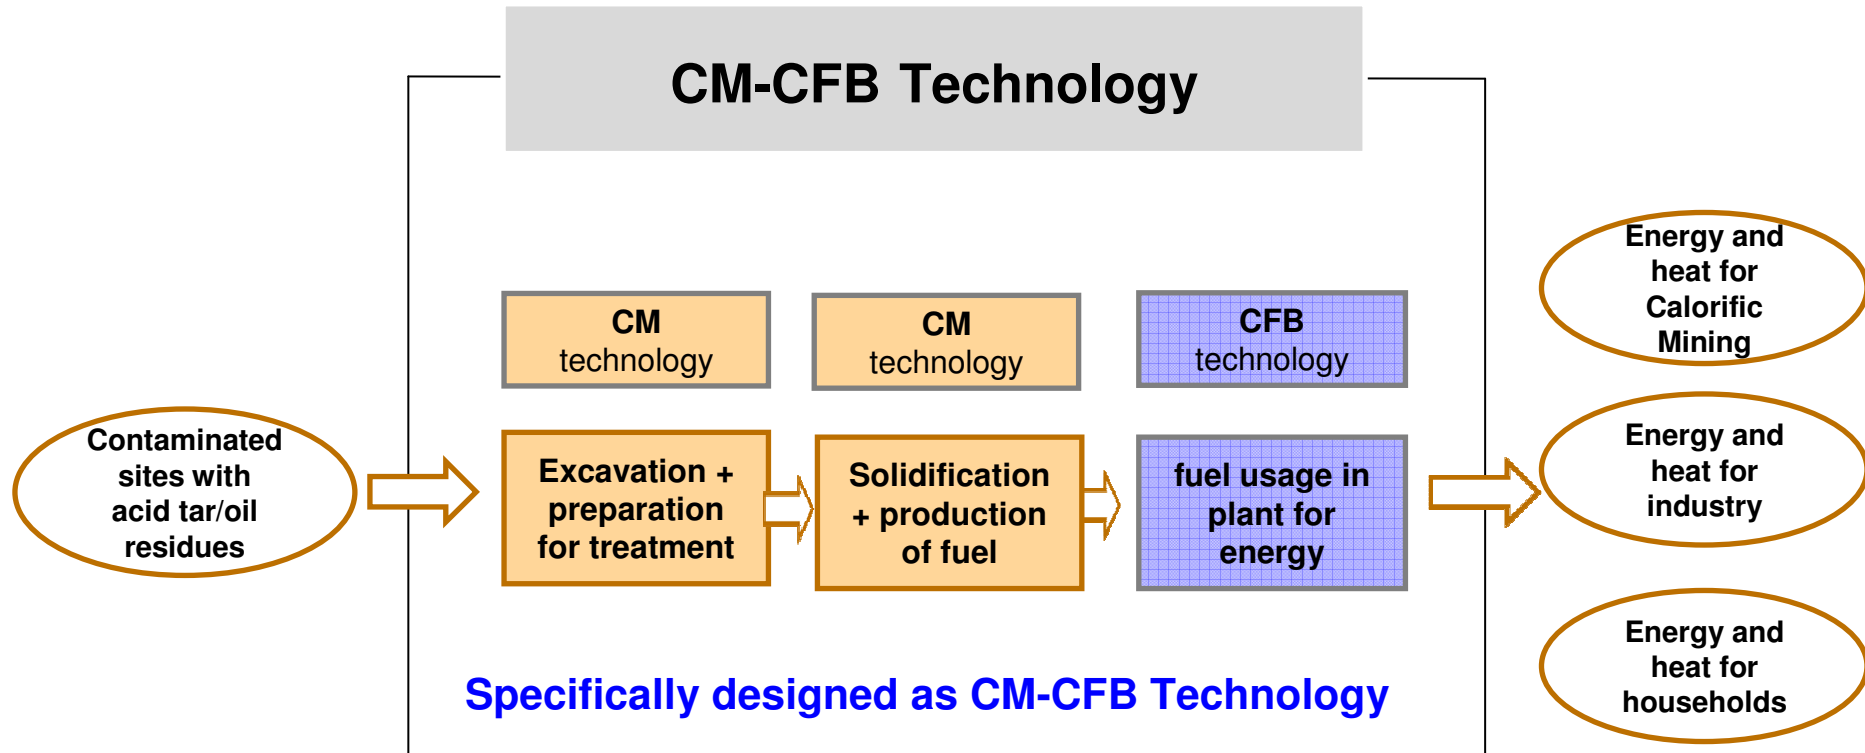 CM-CFB Technology
CM
technology
CM
technology
CFB
technology
Contaminated
sites with
acid tar/oil
residues
Excavation +
preparation
for treatment
Solidification
+ production
of fuel
fuel usage in
plant for
energy
Energy and
heat for
Calorific
Mining
Energy and
heat for
industry
Energy and
heat for
households
Specifically designed as CM-CFB Technology